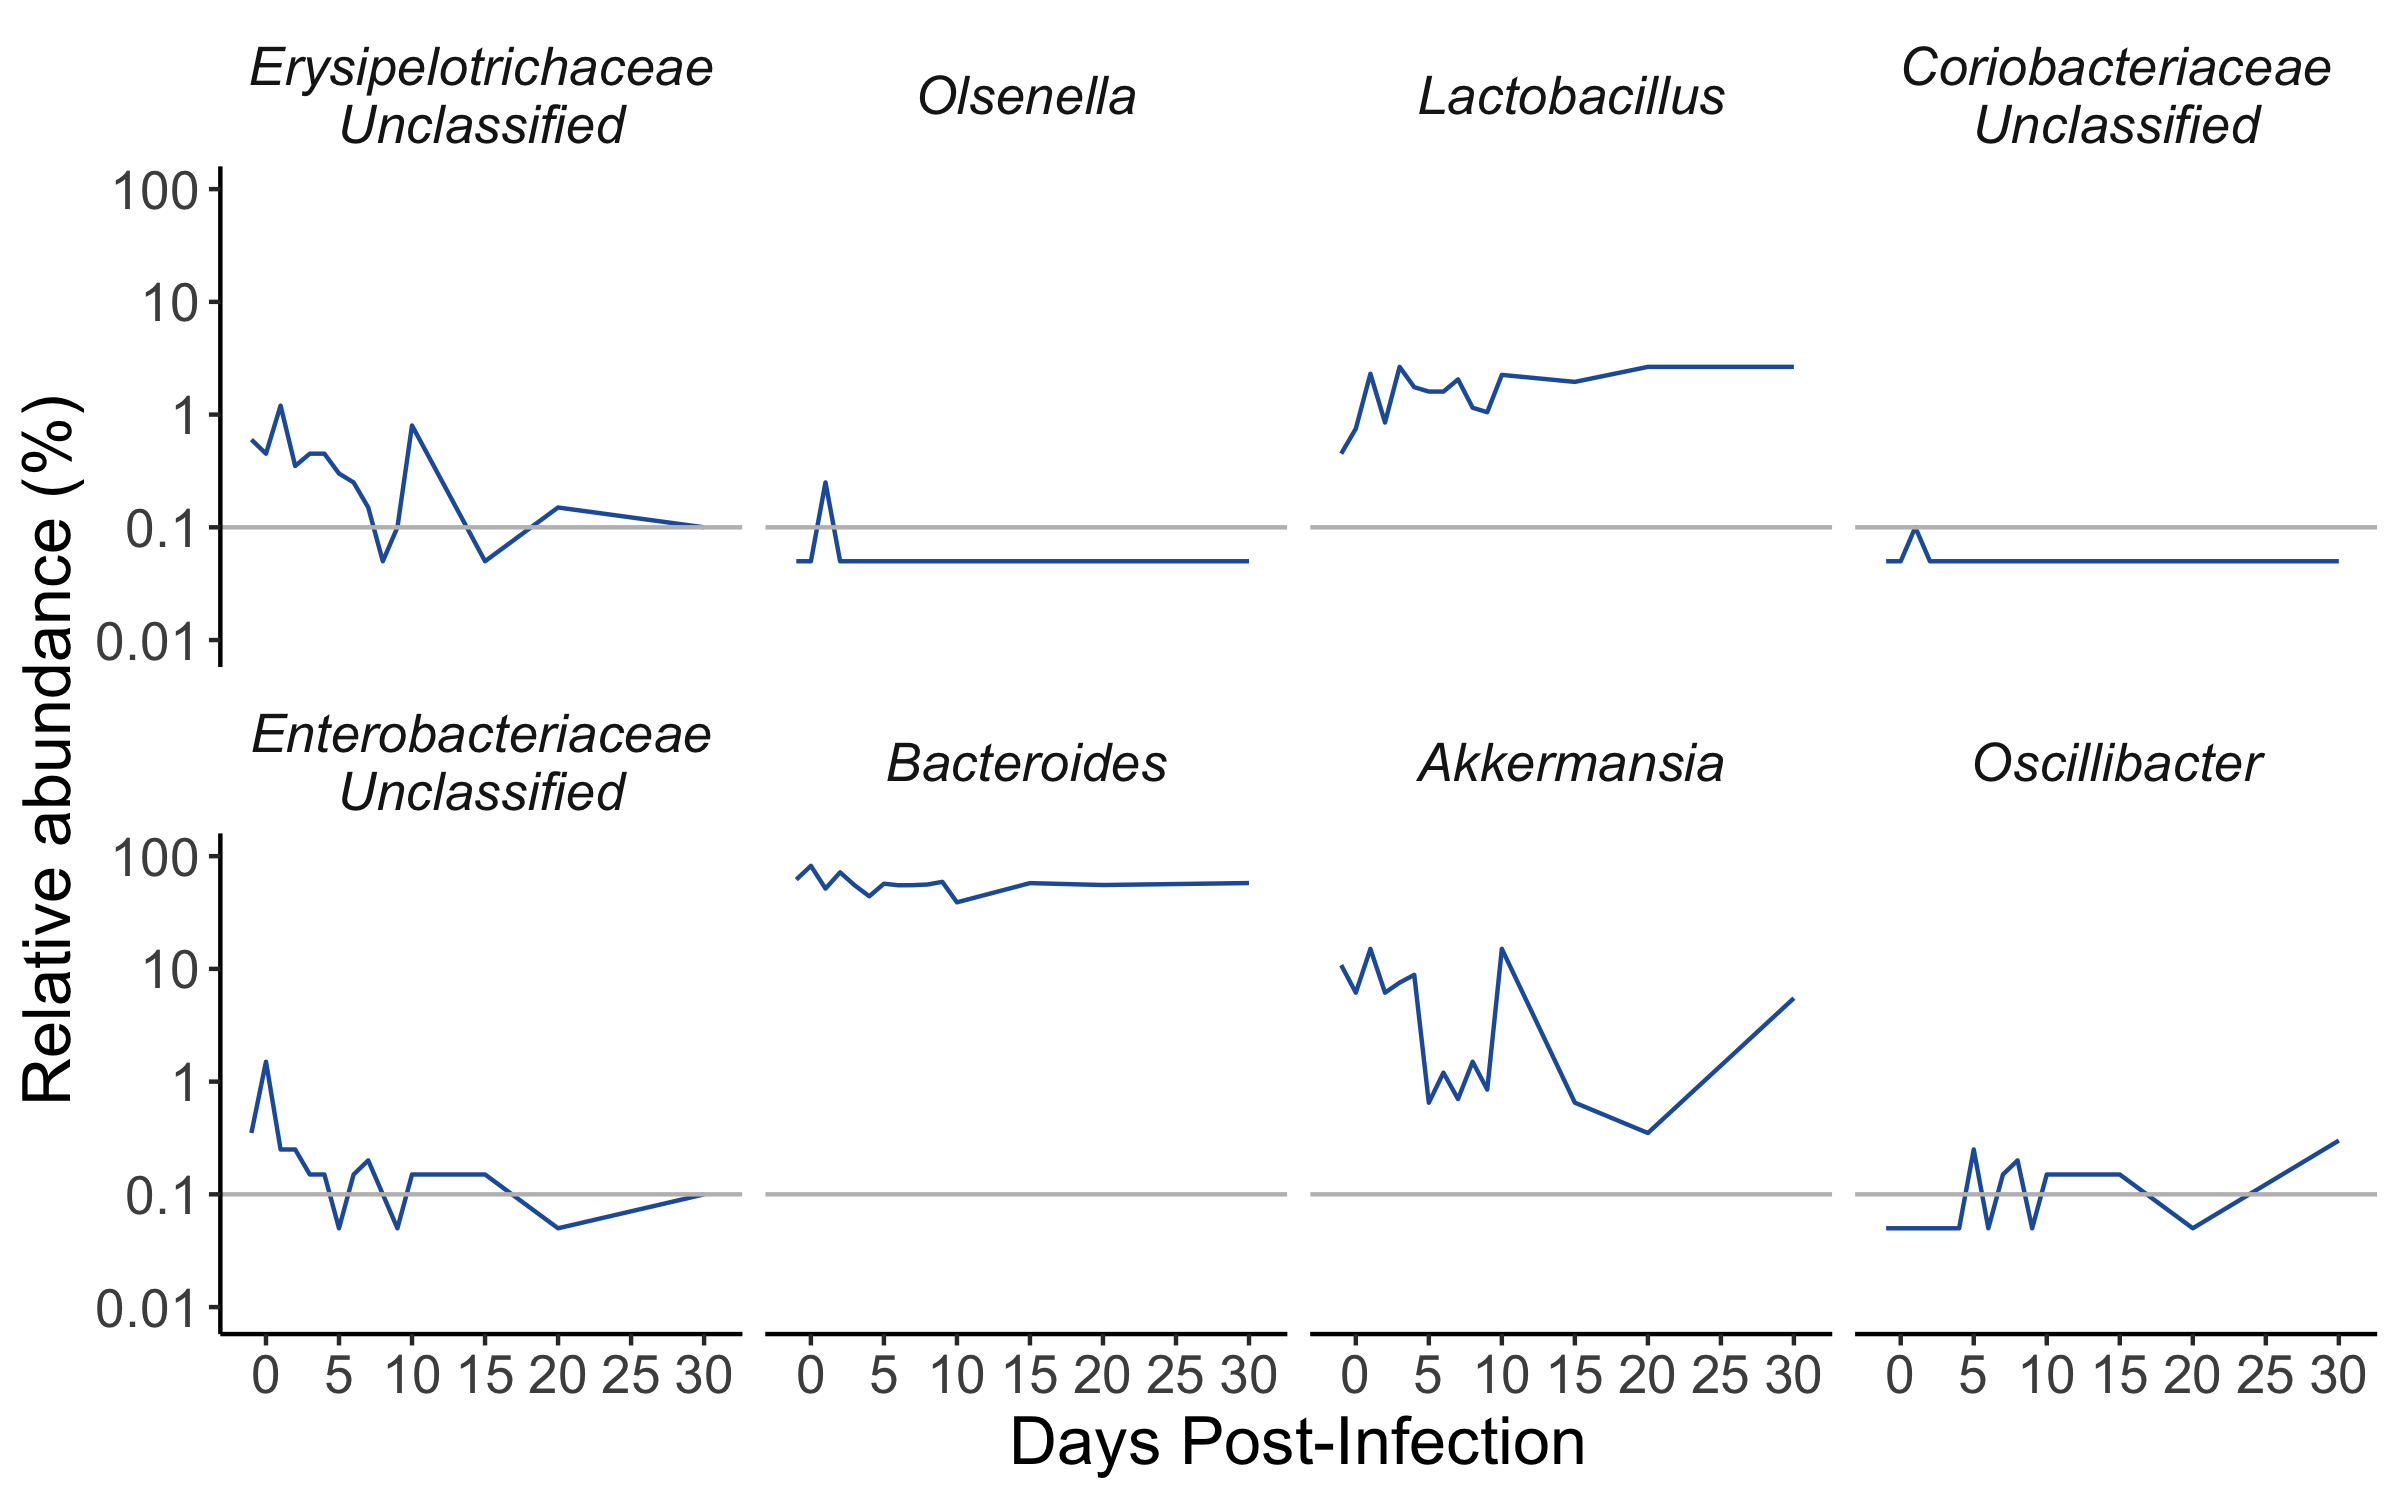 Erysipelotrichaceae
Unclassified
Olsenella
Lactobacillus
Coriobacteriaceae
Unclassified
100
10
1
0.1
0.01
Relative abundance (%)
Enterobacteriaceae
Unclassified
Bacteroides
Akkermansia
Oscillibacter
100
10
1
0.1
0.01
0 5 10 15 20 25 30
0 5 10 15 20 25 30
0 5 10 15 20 25 30
0 5 10 15 20 25 30
Days Post-Infection